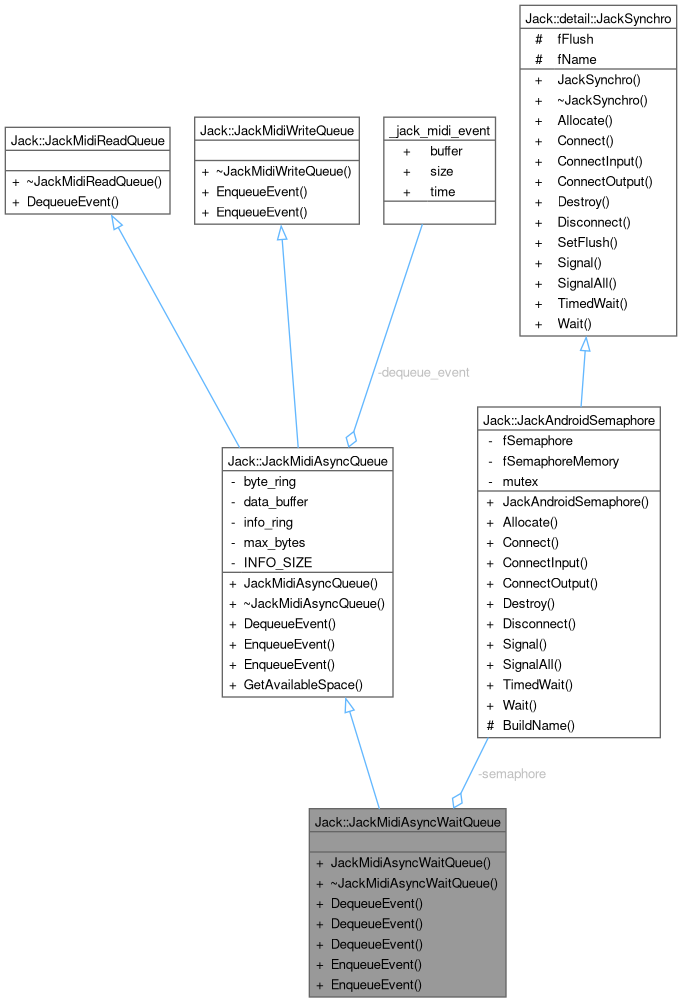 Jack::detail::JackSynchro
# fFlush
# fName
+ JackSynchro()
+ ~JackSynchro()
+ Allocate()
+ Connect()
+ ConnectInput()
+ ConnectOutput()
+ Destroy()
+ Disconnect()
+ SetFlush()
+ Signal()
+ SignalAll()
+ TimedWait()
+ Wait()
Jack::JackMidiReadQueue
+ ~JackMidiReadQueue()
+ DequeueEvent()
Jack::JackMidiWriteQueue
+ ~JackMidiWriteQueue()
+ EnqueueEvent()
+ EnqueueEvent()
_jack_midi_event
+ buffer
+ size
+ time
-dequeue_event
Jack::JackMidiAsyncQueue
- byte_ring
- data_buffer
- info_ring
- max_bytes
- INFO_SIZE
+ JackMidiAsyncQueue()
+ ~JackMidiAsyncQueue()
+ DequeueEvent()
+ EnqueueEvent()
+ EnqueueEvent()
+ GetAvailableSpace()
Jack::JackAndroidSemaphore
- fSemaphore
- fSemaphoreMemory
- mutex
+ JackAndroidSemaphore()
+ Allocate()
+ Connect()
+ ConnectInput()
+ ConnectOutput()
+ Destroy()
+ Disconnect()
+ Signal()
+ SignalAll()
+ TimedWait()
+ Wait()
# BuildName()
-semaphore
Jack::JackMidiAsyncWaitQueue
+ JackMidiAsyncWaitQueue()
+ ~JackMidiAsyncWaitQueue()
+ DequeueEvent()
+ DequeueEvent()
+ DequeueEvent()
+ EnqueueEvent()
+ EnqueueEvent()